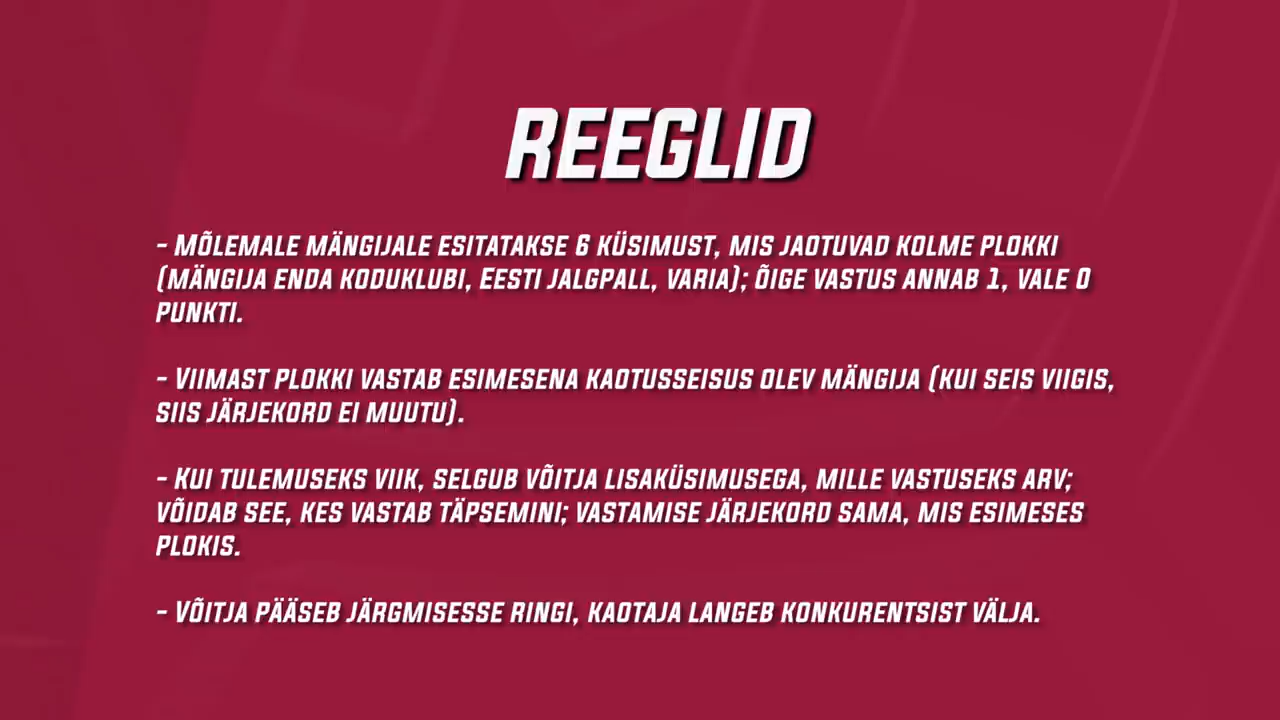 REEGLID
- MÕLEMALE MÄNGIJALE ESITATAKSE 6 KÜSIMUST, MIS JAOTUVAD KOLME PLOKKI
(MÄNGIJA ENDA KODUKLUBI, EESTI JALGPALL, VARIA); ÕIGE VASTUS ANNAB 1, VALE 0
PUNKTI.
- VIIMAST PLOKKI VASTAB ESIMESENA KAOTUSSEISUS OLEV MÄNGIJA (KUI SEIS VIIGIS,
SIIS JÄRJEKORD EI MUUTU).
- KUI TULEMUSEKS VIIK, SELGUB VÕITJA LISAKÜSIMUSEGA, MILLE VASTUSEKS ARV;
VÕIDAB SEE, KES VASTAB TÄPSEMINI; VASTAMISE JÄRJEKORD SAMA, MIS ESIMESES
PLOKIS.
- VÕITJA PÄÄSEB JÄRGMISESSE RINGI, KAOTAJA LANGEB KONKURENTSIST VÄLJA.